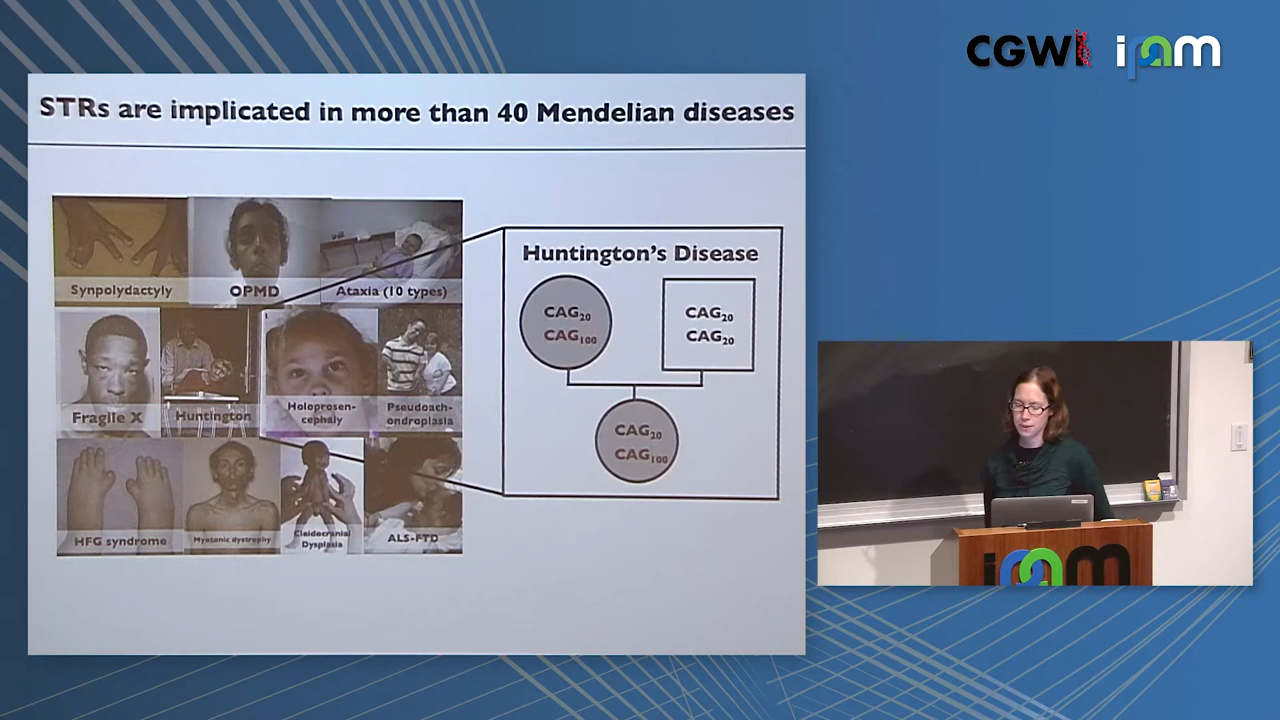 CGWI ipam
STRs are implicated in more than 40 Mendelian diseases
Synpolydactyly
OPMD
Ataxia (10 types)
Fragile X
Huntington
Holoprosen-
cephaly
Pseudoach-
ondroplasia
HFG syndrome
Myotonic dystrophy
Cleidocranial
Dysplasia
ALS-FTD
Huntington's Disease
CAG20
CAG100
CAG20
CAG20
CAG20
CAG100
ipam